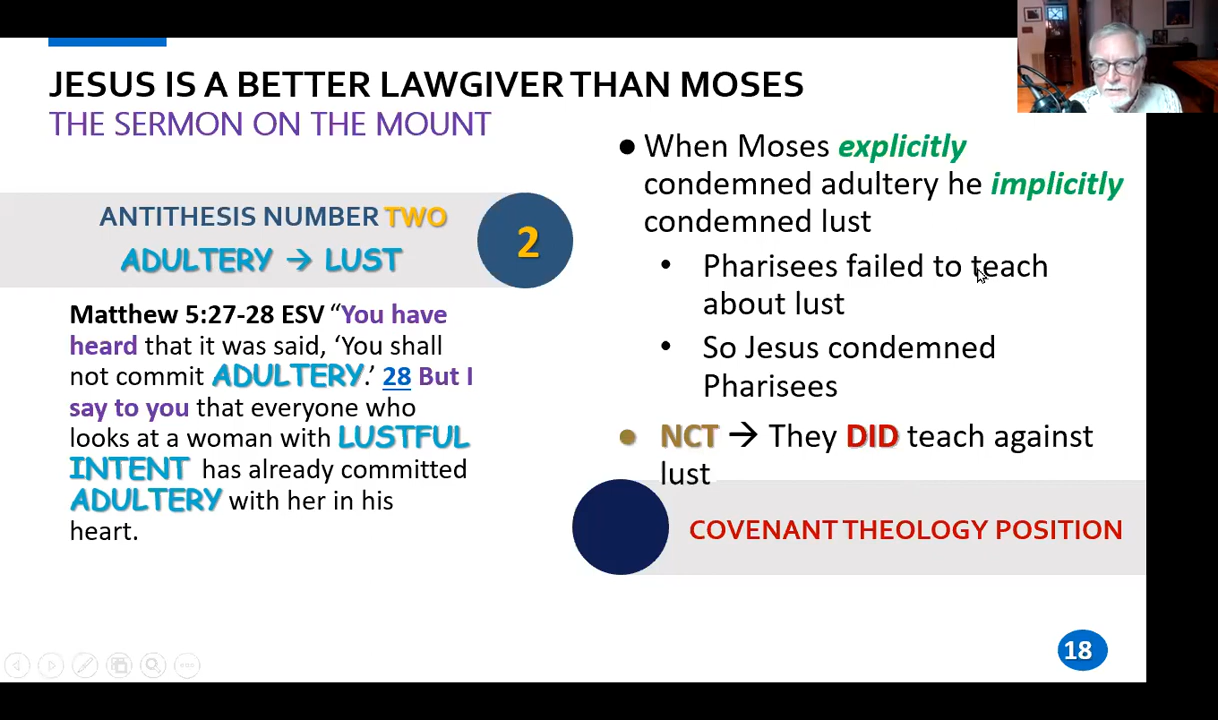 JESUS IS A BETTER LAWGIVER THAN MOSES
THE SERMON ON THE MOUNT
ANTITHESIS NUMBER TWO
ADULTERY → LUST
2
Matthew 5:27-28 ESV “You have
heard that it was said, ‘You shall
not commit ADULTERY.’ 28 But I
say to you that everyone who
looks at a woman with LUSTFUL
INTENT has already committed
ADULTERY with her in his
heart.
● When Moses explicitly
condemned adultery he implicitly
condemned lust
• Pharisees failed to teach
about lust
• So Jesus condemned
Pharisees
● NCT → They DID teach against
lust
COVENANT THEOLOGY POSITION
18